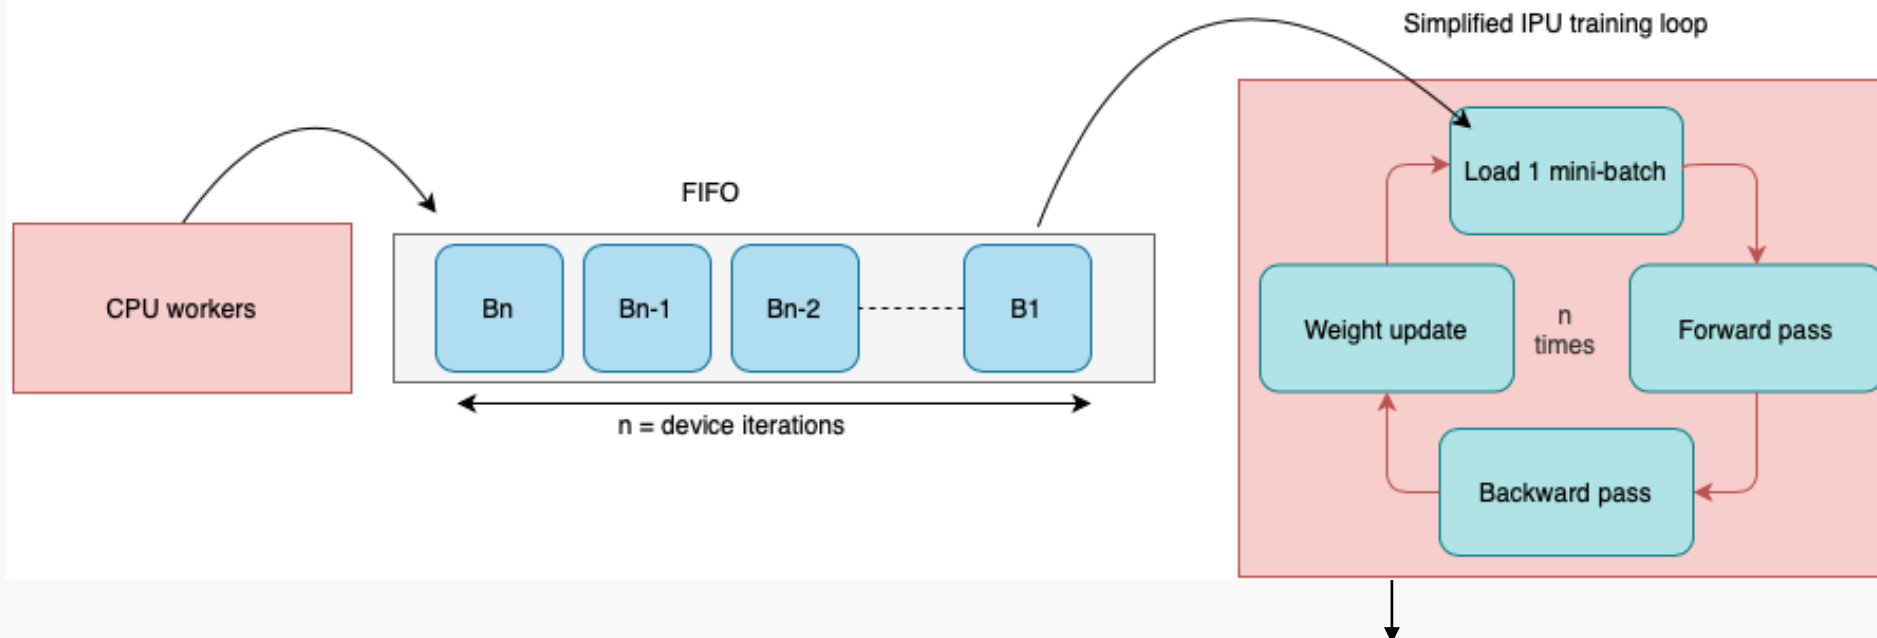 Simplified IPU training loop
FIFO
CPU workers
Bn
Bn-1
Bn-2
B1
n = device iterations
Load 1 mini-batch
Weight update
n
times
Forward pass
Backward pass